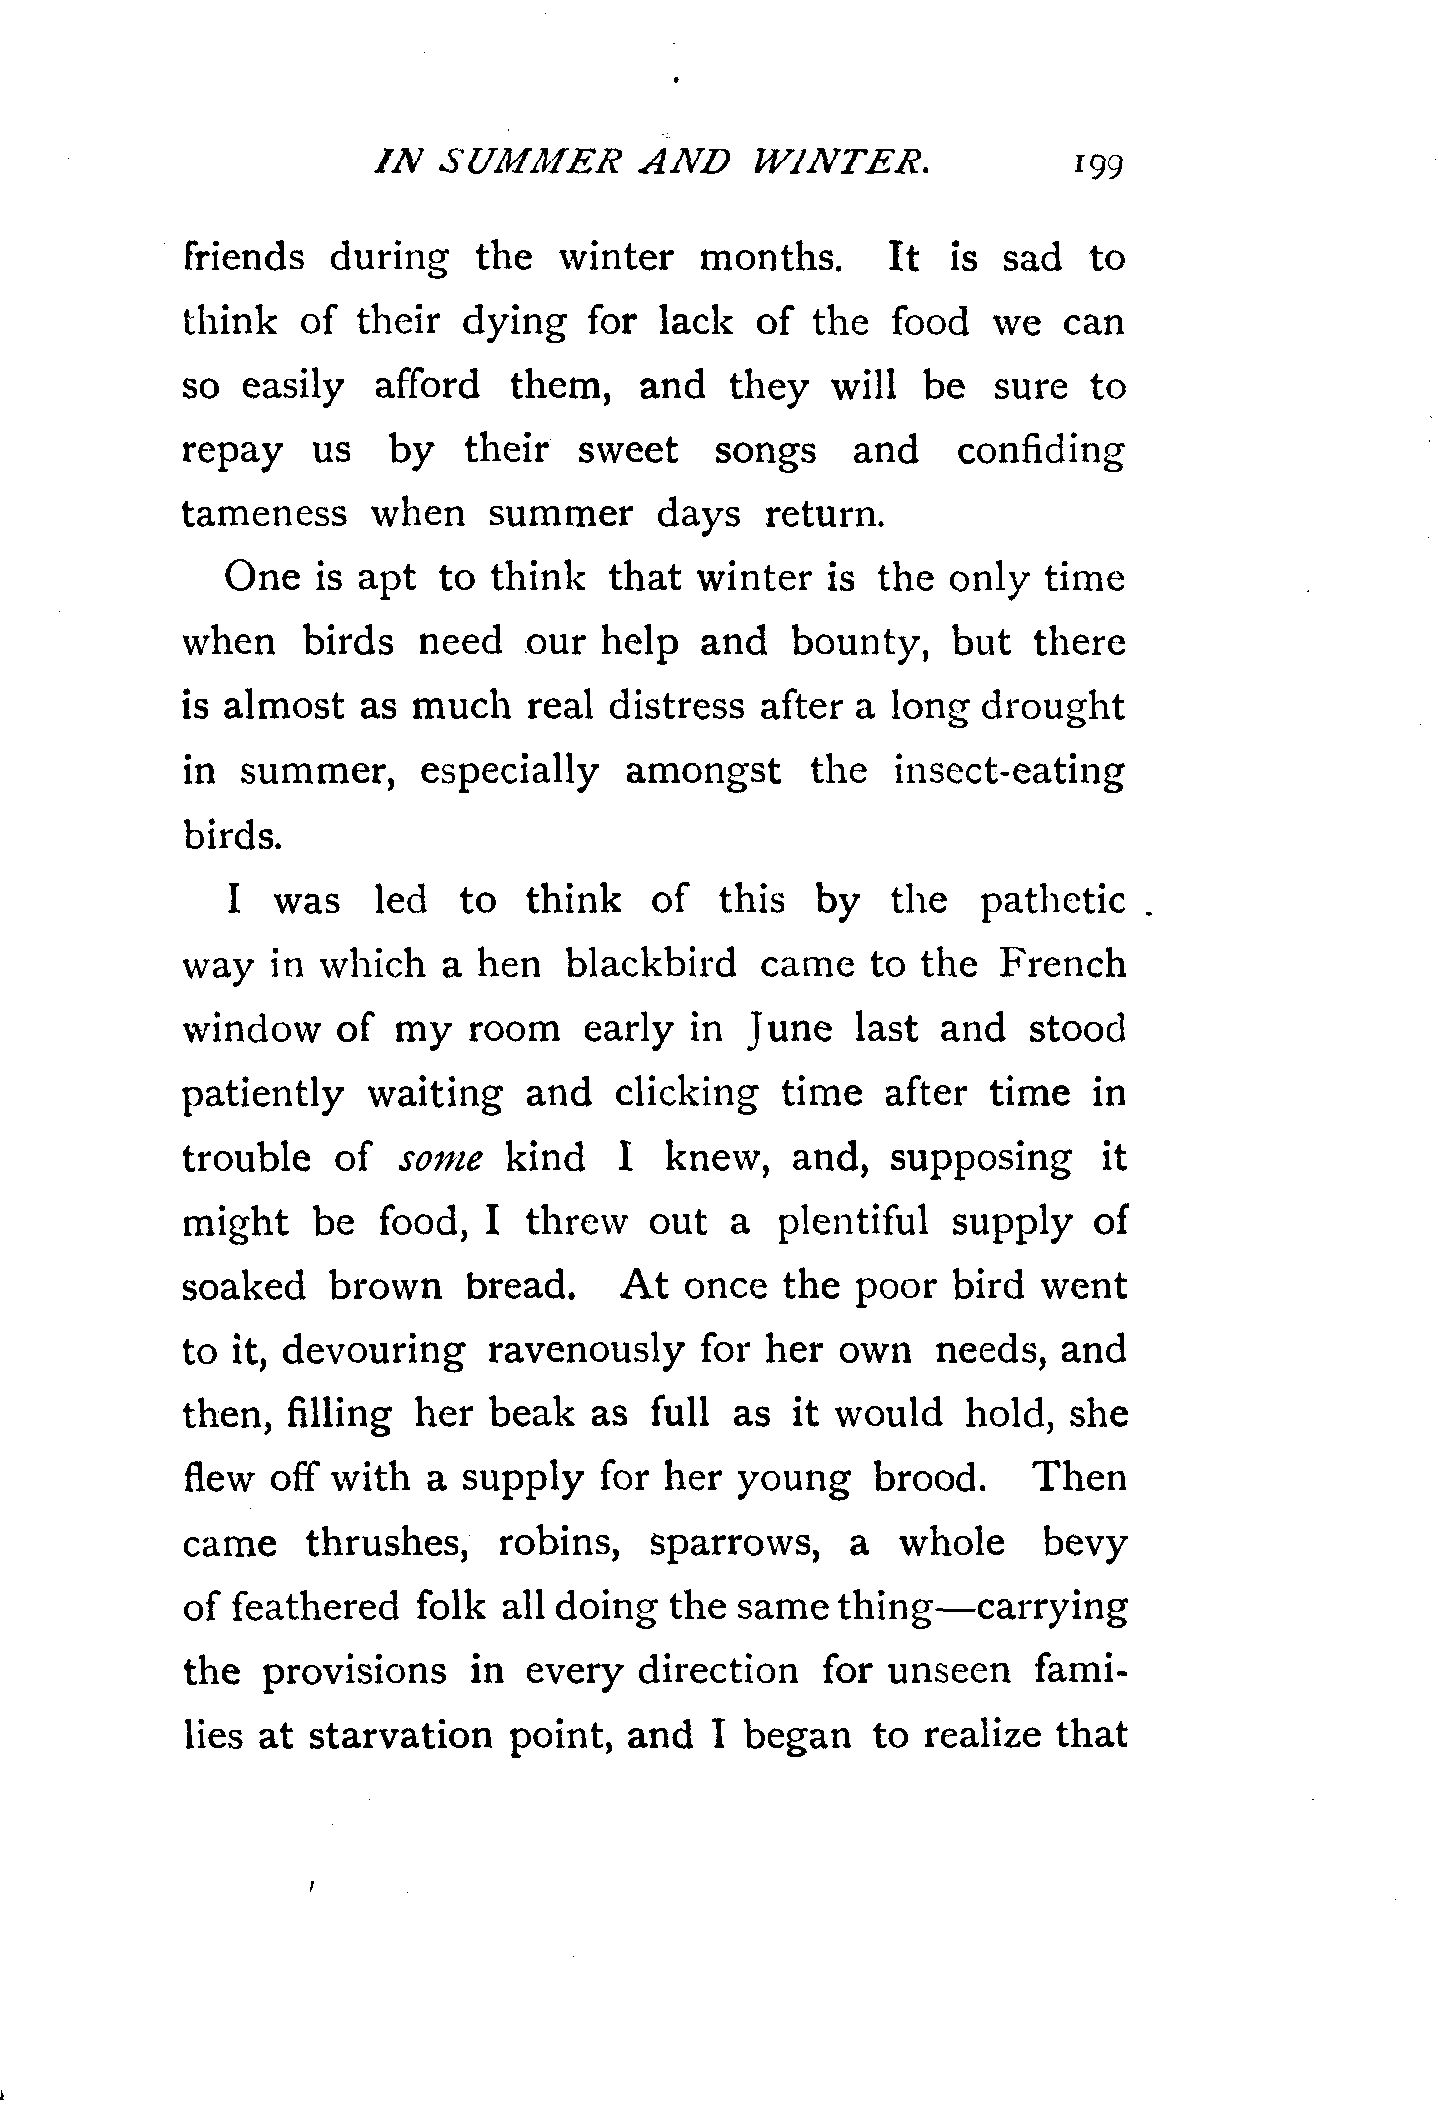 IN SUMMER AND WINTER. 199
friends during the winter months. It is sad to
think of their dying for lack of the food we can
so easily afford them, and they will be sure to
repay us by their sweet songs and confiding
tameness when summer days return.
One is apt to think that winter is the only time
when birds need our help and bounty, but there
is almost as much real distress after a long drought
in summer, especially amongst the insect-eating
birds.
I was led to think of this by the pathetic
way in which a hen blackbird came to the French
window of my room early in June last and stood
patiently waiting and clicking time after time in
trouble of some kind I knew, and, supposing it
might be food, I threw out a plentiful supply of
soaked brown bread. At once the poor bird went
to it, devouring ravenously for her own needs, and
then, filling her beak as full as it would hold, she
flew off with a supply for her young brood. Then
came thrushes, robins, sparrows, a whole bevy
of feathered folk all doing the same thing—carrying
the provisions in every direction for unseen fami-
lies at starvation point, and I began to realize that